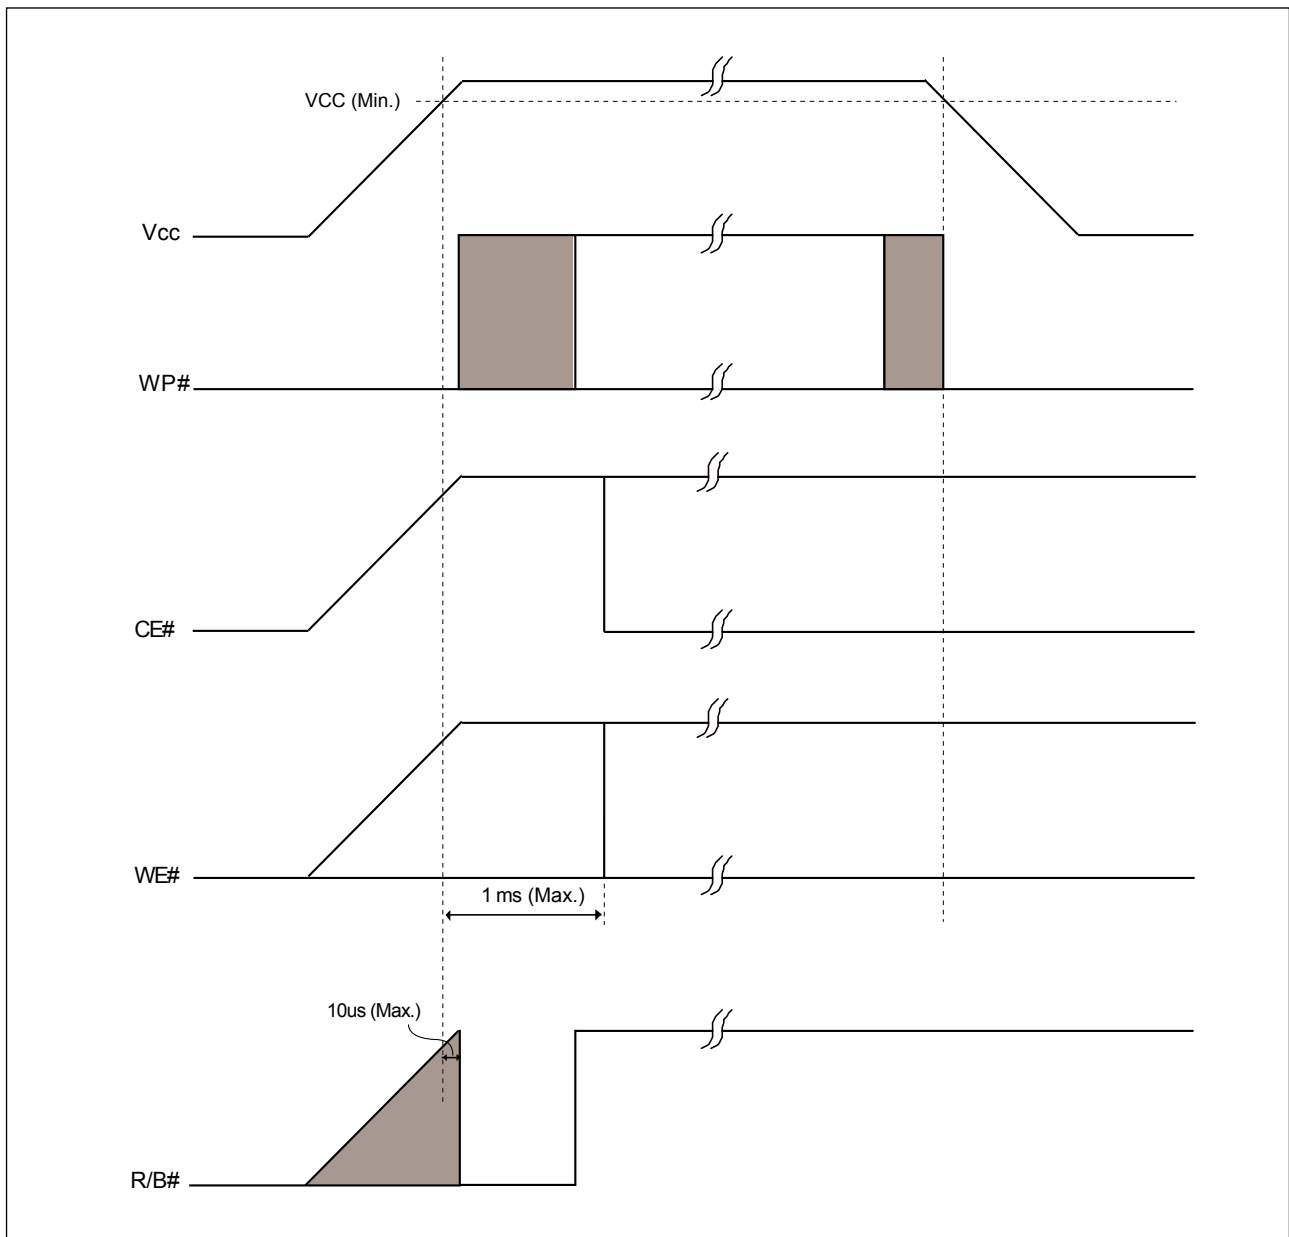 VCC (Min.)
Vcc
WP#
CE#
WE#
1 ms (Max.)
10us (Max.)
R/B#